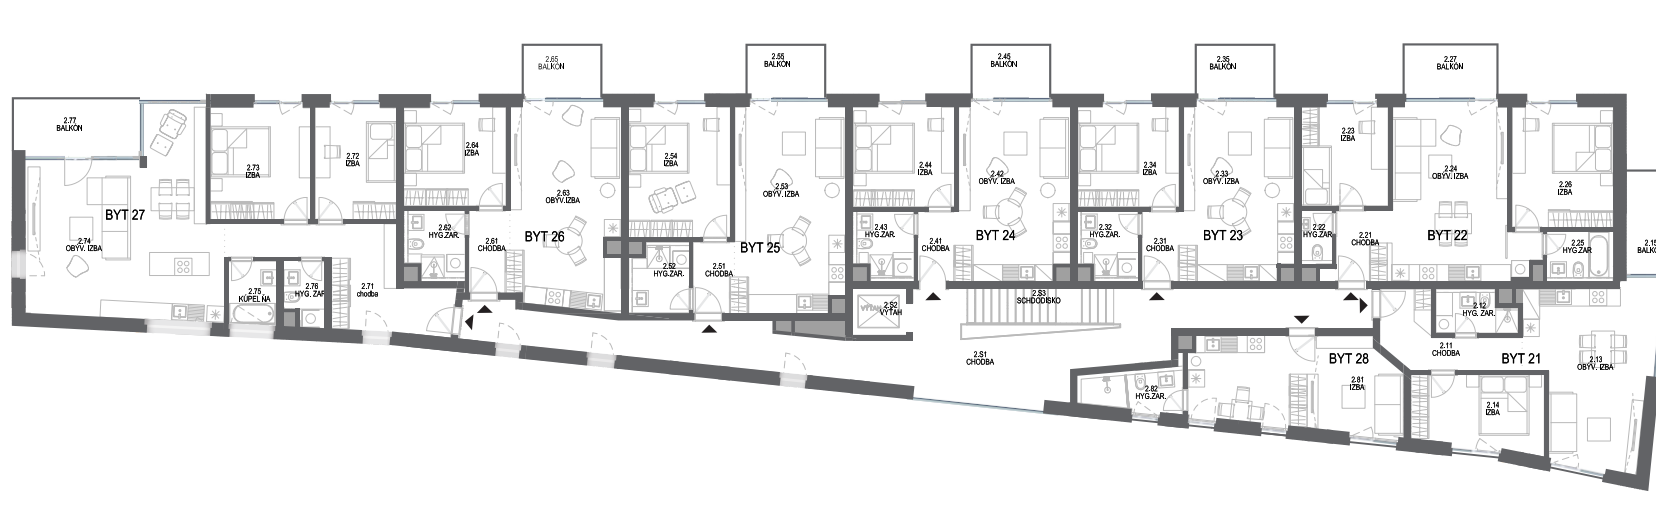 2.65
BALKÓN
2.55
BALKÓN
2.45
BALKÓN
2.35
BALKÓN
2.27
BALKÓN
2.77
BALKÓN
2.73
IZBA
2.72
IZBA
2.64
IZBA
2.63
OBÝV. IZBA
2.54
IZBA
2.53
OBÝV. IZBA
2.44
IZBA
2.42
OBÝV. IZBA
2.34
IZBA
2.33
OBÝV. IZBA
2.23
IZBA
2.24
OBÝV. IZBA
2.26
IZBA
BYT 27
2.74
OBÝV. IZBA
2.62
HYG.ZAR.
2.61
CHODBA
BYT 26
2.52
HYG.ZAR.
2.51
CHODBA
BYT 25
2.43
HYG.ZAR.
2.41
CHODBA
BYT 24
2.32
HYG.ZAR.
2.31
CHODBA
BYT 23
2.22
HYG.ZAR.
2.21
CHODBA
BYT 22
2.25
HYG.ZAR
2.15
2.75
KÚPEĽŇA
2.76
HYG. ZAR
2.71
chodba
2.S2
VÝŤAH
VÝŤAH
2.S3
SCHODISKO
2.S1
CHODBA
2.12
HYG. ZAR.
2.11
CHODBA
BYT 21
2.13
OBÝV. IZBA
BYT 28
2.82
HYG.ZAR.
2.81
IZBA
2.14
IZBA